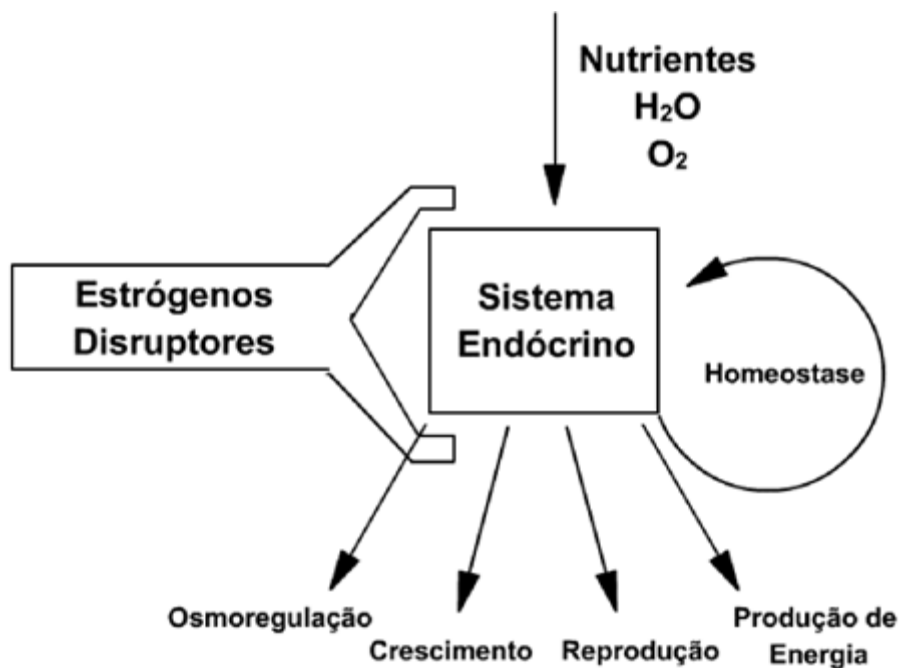 Nutrientes
H₂O
O₂
Estrógenos
Disruptores
Sistema
Endócrino
Homeostase
Osmoregulação
Crescimento
Reprodução
Produção de
Energia